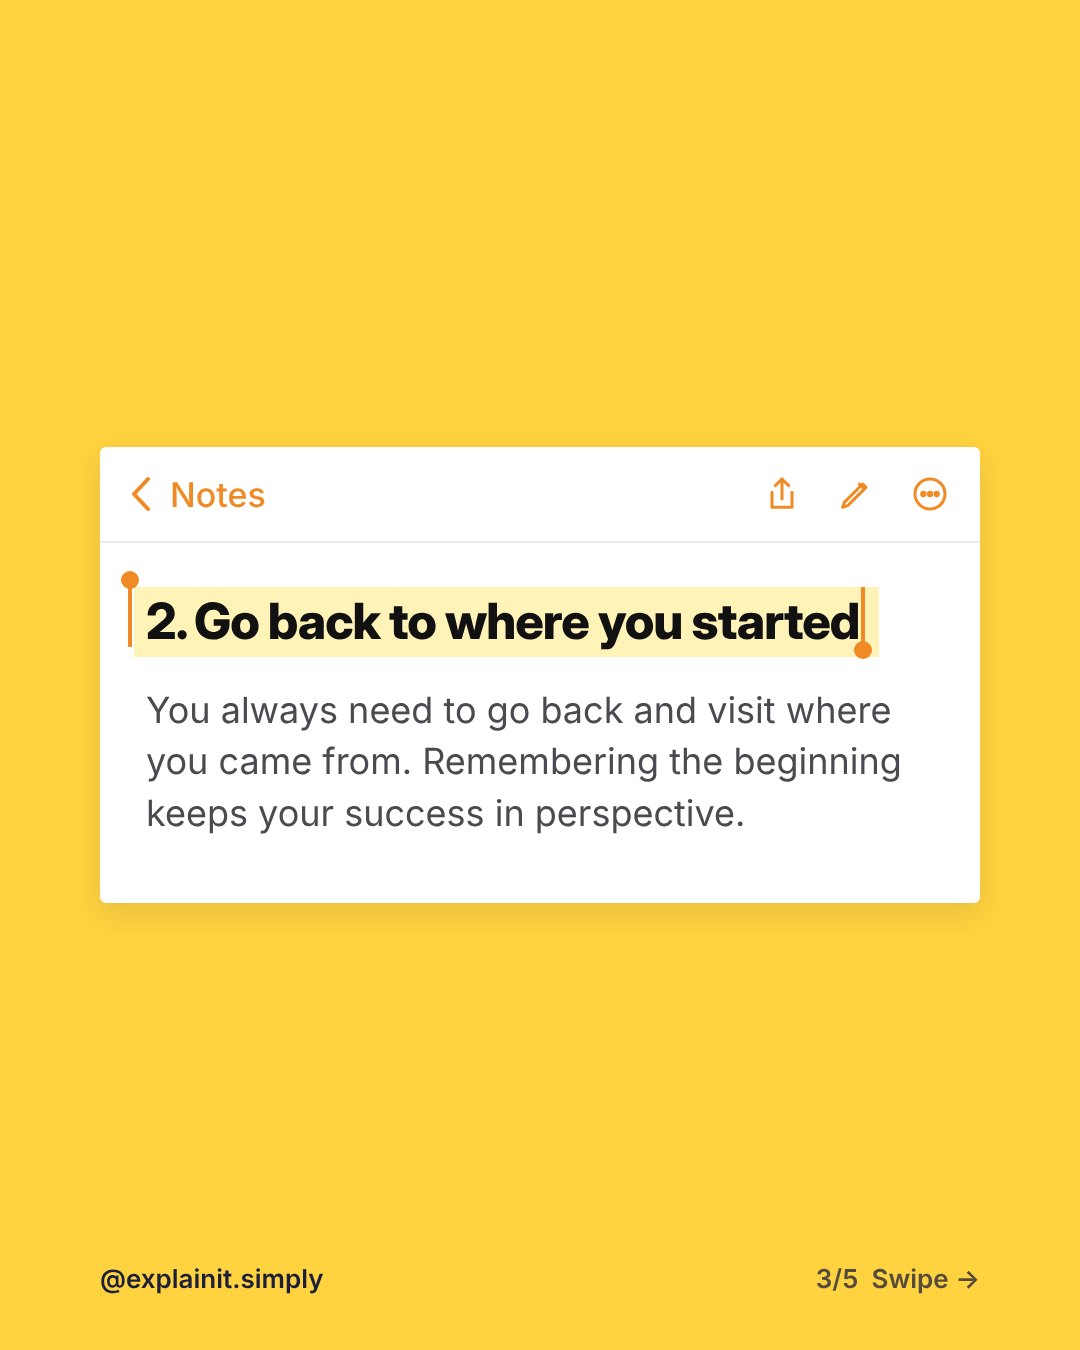 Notes
2. Go back to where you started
You always need to go back and visit where
you came from. Remembering the beginning
keeps your success in perspective.
@explainit.simply
3/5 Swipe →